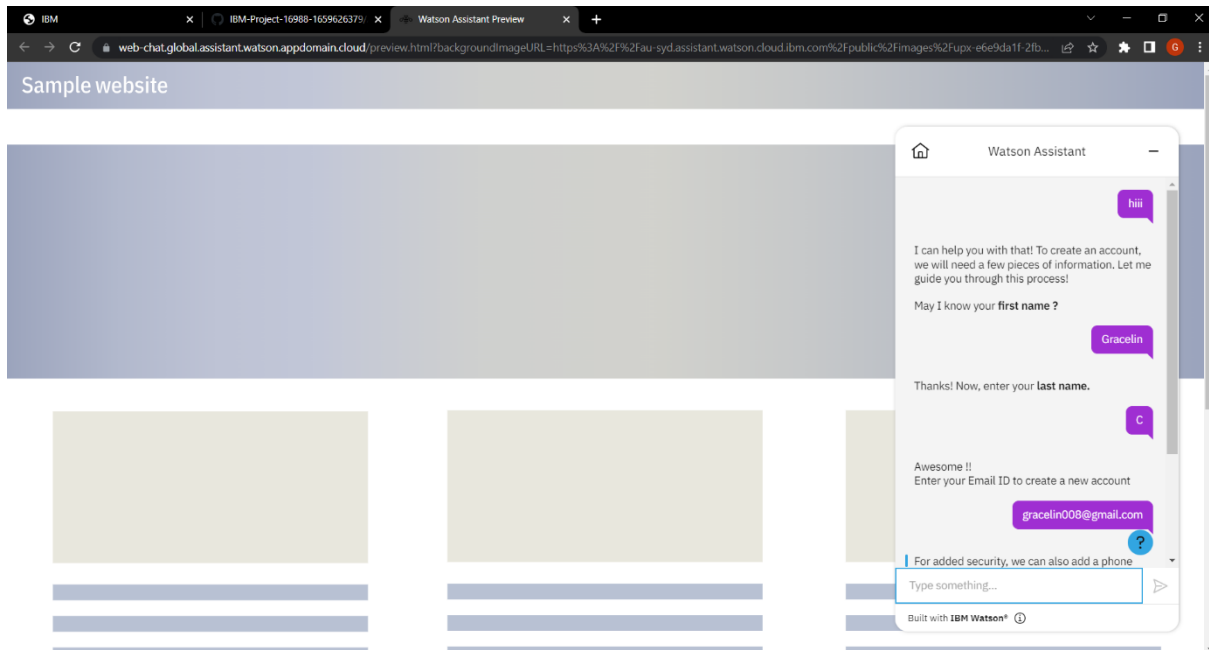 IBM
IBM-Project-16988-1659626379/
Watson Assistant Preview
web-chat.global.assistant.watson.appdomain.cloud/preview.html?backgroundImageURL=https%3A%2F%2Fau-syd.assistant.watson.cloud.ibm.com%2Fpublic%2Fimages%2Fupx-e6e9da1f-2fb...
G
Sample website
Watson Assistant
hiii
I can help you with that! To create an account,
we will need a few pieces of information. Let me
guide you through this process!
May I know your first name ?
Gracelin
Thanks! Now, enter your last name.
C
Awesome !!
Enter your Email ID to create a new account
gracelin008@gmail.com
?
For added security, we can also add a phone
Type something...
Built with IBM Watson®